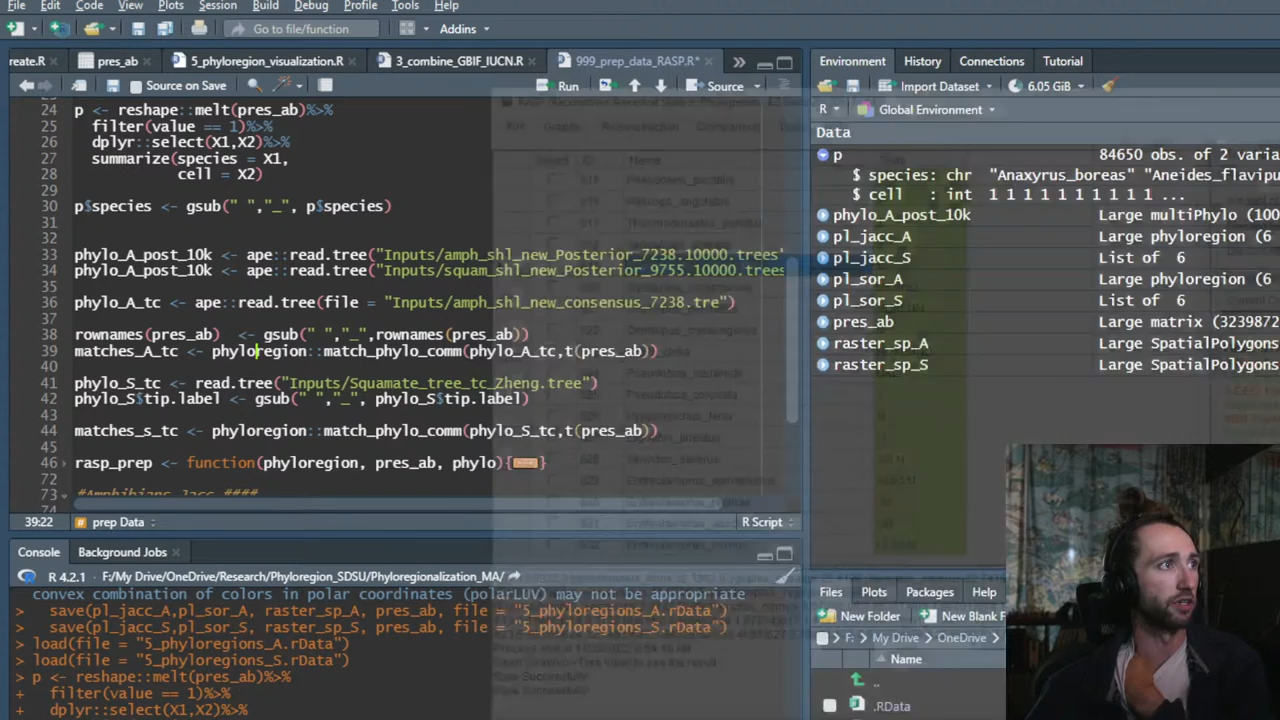 File Edit Code View Plots Session Build Debug Profile Tools Help
Go to file/function Addins
reate.R pres_ab 5_phyloregion_visualization.R 3_combine_GBIF_IUCN.R 999_prep_data_RASP.R*
Source on Save Run Source
24 p <- reshape::melt(pres_ab)%>%
25 filter(value == 1)%>%
26 dplyr::select(X1,X2)%>%
27 summarize(species = X1,
28 cell = X2)
29
30 p$species <- gsub(" ","_", p$species)
31
32
33 phylo_A_post_10k <- ape::read.tree("Inputs/amph_shl_new_Posterior_7238.10000.trees"
34 phylo_A_post_10k <- ape::read.tree("Inputs/squam_shl_new_Posterior_9755.10000.trees
35
36 phylo_A_tc <- ape::read.tree(file = "Inputs/amph_shl_new_consensus_7238.tre")
37
38 rownames(pres_ab) <- gsub(" ","_",rownames(pres_ab))
39 matches_A_tc <- phyloregion::match_phylo_comm(phylo_A_tc,t(pres_ab))
40
41 phylo_S_tc <- read.tree("Inputs/Squamate_tree_tc_Zheng.tree")
42 phylo_S$tip.label <- gsub(" ","_", phylo_S$tip.label)
43
44 matches_s_tc <- phyloregion::match_phylo_comm(phylo_S_tc,t(pres_ab))
45
46 rasp_prep <- function(phyloregion, pres_ab, phylo){}
73 #Amphibians Jacc ####
74
39:22 prep Data R Script
Console Background Jobs
R 4.2.1 · F:/My Drive/OneDrive/Research/Phyloregion_SDSU/Phyloregionalization_MA/
convex combination of colors in polar coordinates (polarLUV) may not be appropriate
> save(pl_jacc_A,pl_sor_A, raster_sp_A, pres_ab, file = "5_phyloregions_A.rData")
> save(pl_jacc_S,pl_sor_S, raster_sp_S, pres_ab, file = "5_phyloregions_S.rData")
> load(file = "5_phyloregions_A.rData")
> load(file = "5_phyloregions_S.rData")
> p <- reshape::melt(pres_ab)%>%
+ filter(value == 1)%>%
+ dplyr::select(X1,X2)%>%
Environment History Connections Tutorial
Import Dataset 6.05 GiB
R Global Environment
Data
p 84650 obs. of 2 varia
$ species: chr "Anaxyrus_boreas" "Aneides_flavipu
$ cell : int 1 1 1 1 1 1 1 1 1 1 ...
phylo_A_post_10k Large multiPhylo (100
pl_jacc_A Large phyloregion (6
pl_jacc_S List of 6
pl_sor_A Large phyloregion (6
pl_sor_S List of 6
pres_ab Large matrix (3239872
raster_sp_A Large SpatialPolygons
raster_sp_S Large SpatialPolygons
Files Plots Packages Help
New Folder New Blank F
F: My Drive OneDrive
Name
..
.RData